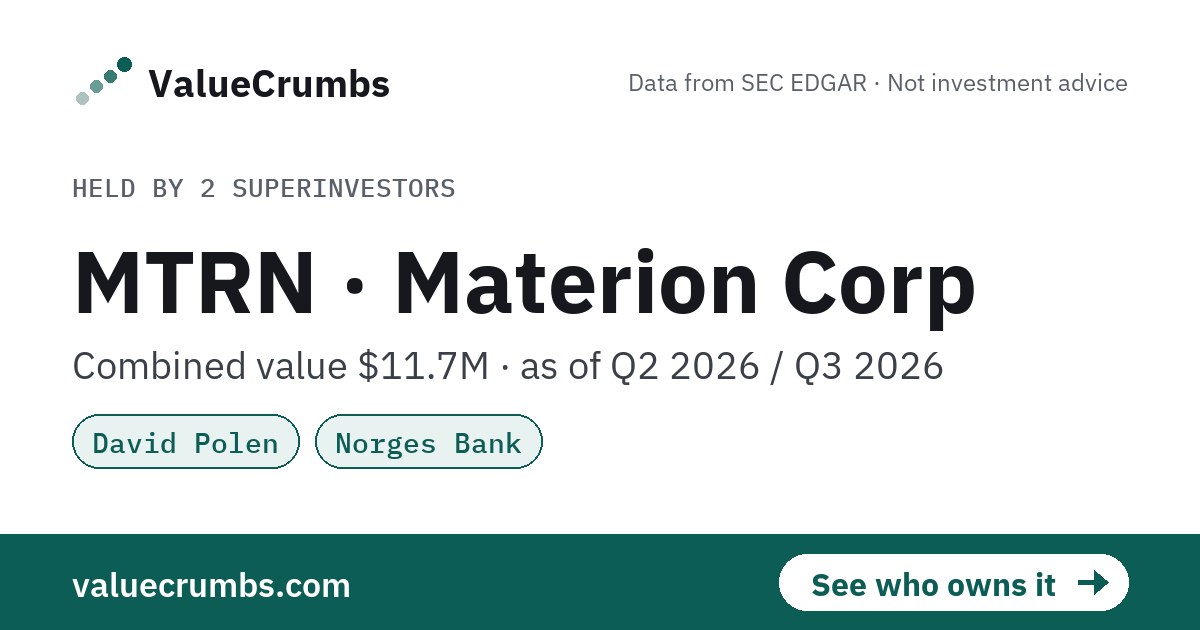 ValueCrumbs
Data from SEC EDGAR · Not investment advice
HELD BY 2 SUPERINVESTORS
MTRN · Materion Corp
Combined value $11.7M · as of Q2 2026 / Q3 2026
David Polen
Norges Bank
valuecrumbs.com
See who owns it →